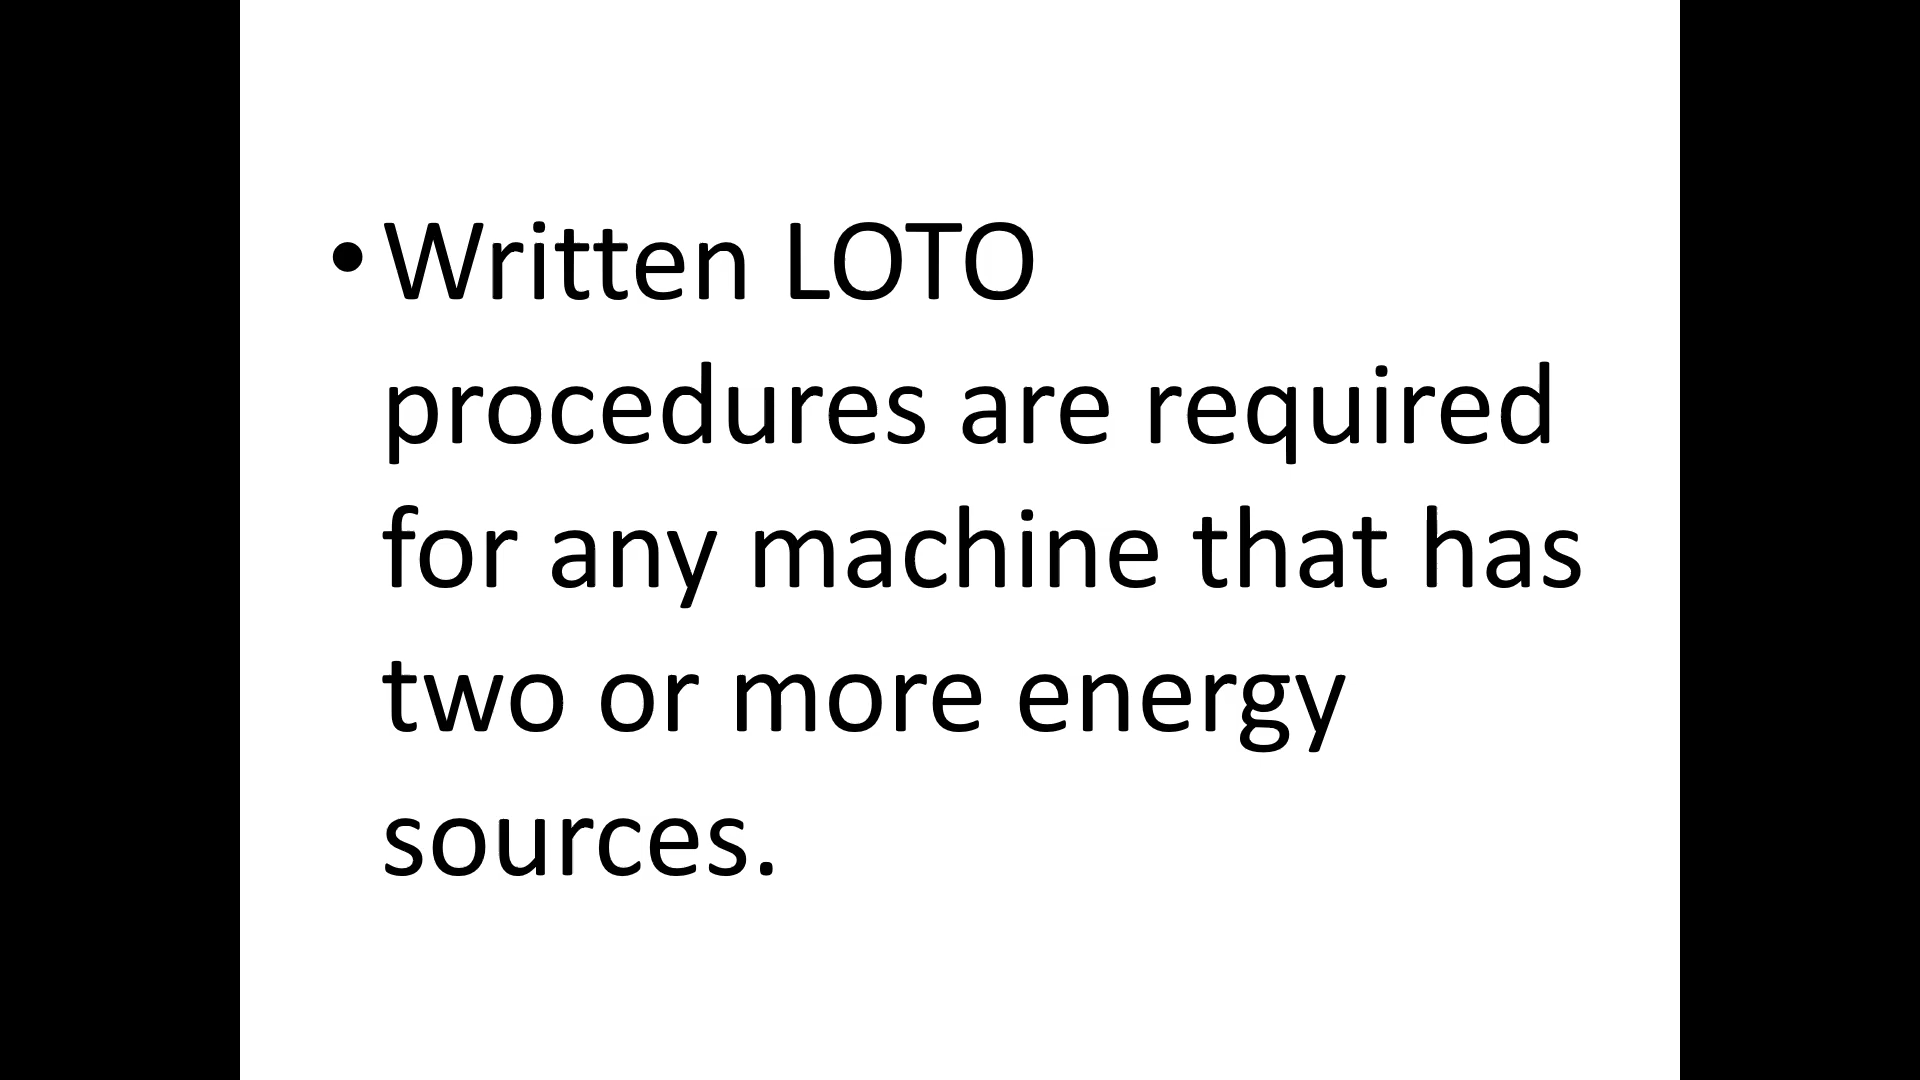 • Written LOTO
procedures are required
for any machine that has
two or more energy
sources.